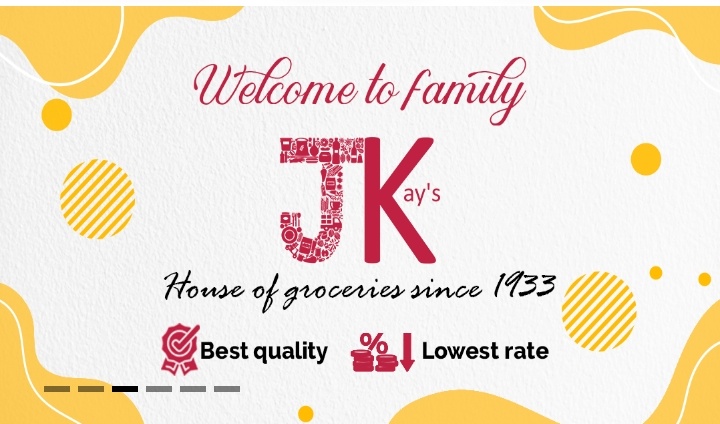 Welcome to family
JKay's
House of groceries since 1933
Best quality
%
Lowest rate